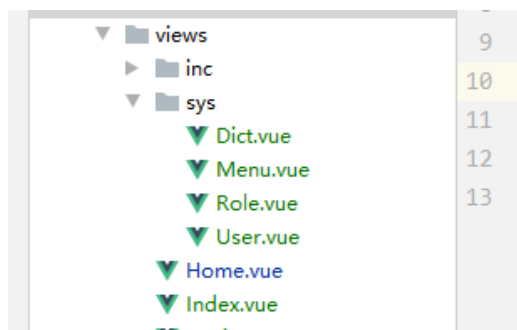 views
9
inc
10
sys
11
Dict.vue
12
Menu.vue
13
Role.vue
User.vue
Home.vue
Index.vue